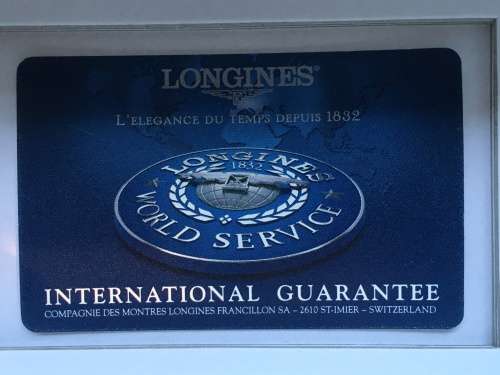 LONGINES®
L'ELEGANCE DU TEMPS DEPUIS 1832
LONGINES
1832
WORLD SERVICE
INTERNATIONAL GUARANTEE
COMPAGNIE DES MONTRES LONGINES FRANCILLON SA – 2610 ST-IMIER – SWITZERLAND